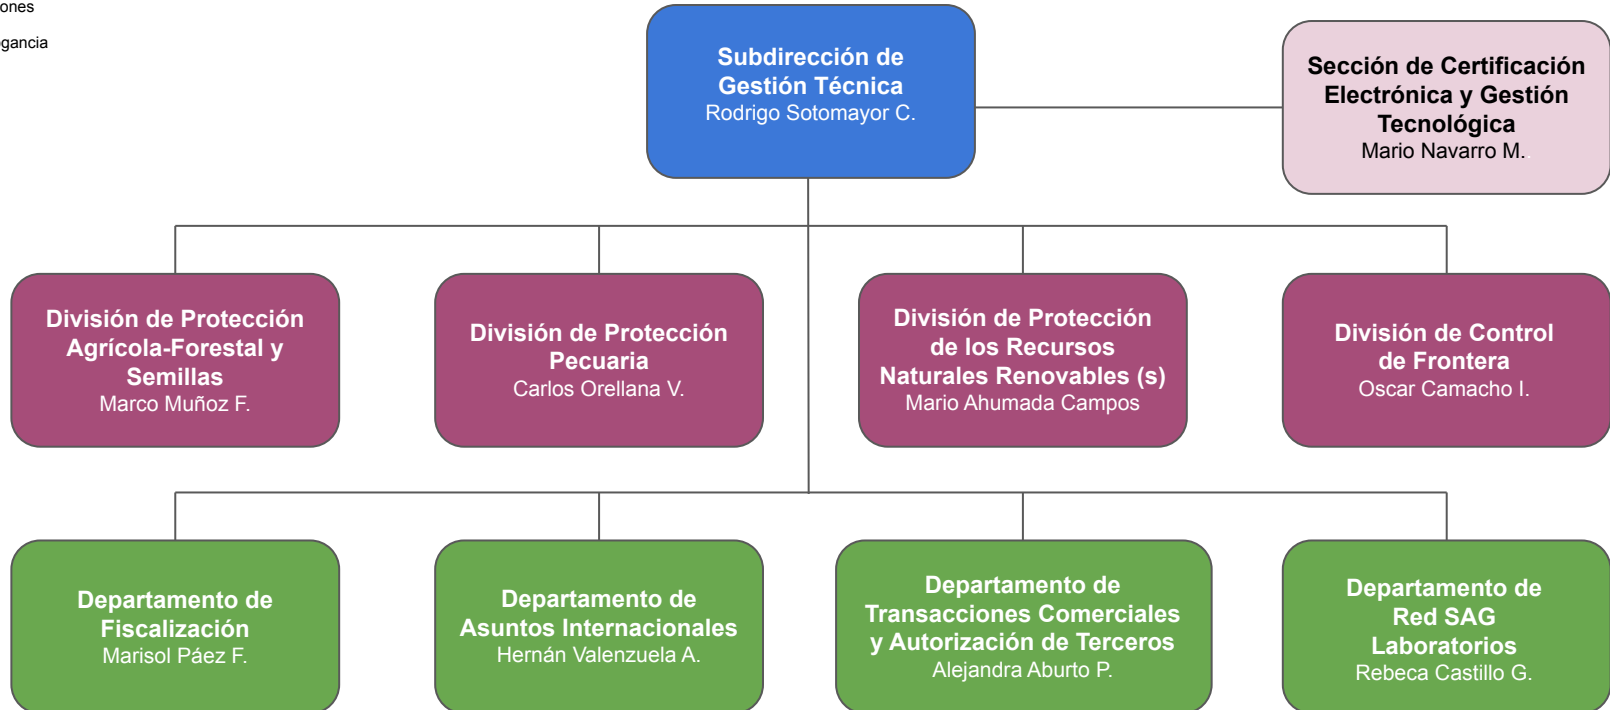 ones
gancia
Subdirección de
Gestión Técnica
Rodrigo Sotomayor C.
Sección de Certificación
Electrónica y Gestión
Tecnológica
Mario Navarro M..
División de Protección
Agrícola-Forestal y
Semillas
Marco Muñoz F.
División de Protección
Pecuaria
Carlos Orellana V.
División de Protección
de los Recursos
Naturales Renovables (s)
Mario Ahumada Campos
División de Control
de Frontera
Oscar Camacho I.
Departamento de
Fiscalización
Marisol Páez F.
Departamento de
Asuntos Internacionales
Hernán Valenzuela A.
Departamento de
Transacciones Comerciales
y Autorización de Terceros
Alejandra Aburto P.
Departamento de
Red SAG
Laboratorios
Rebeca Castillo G.